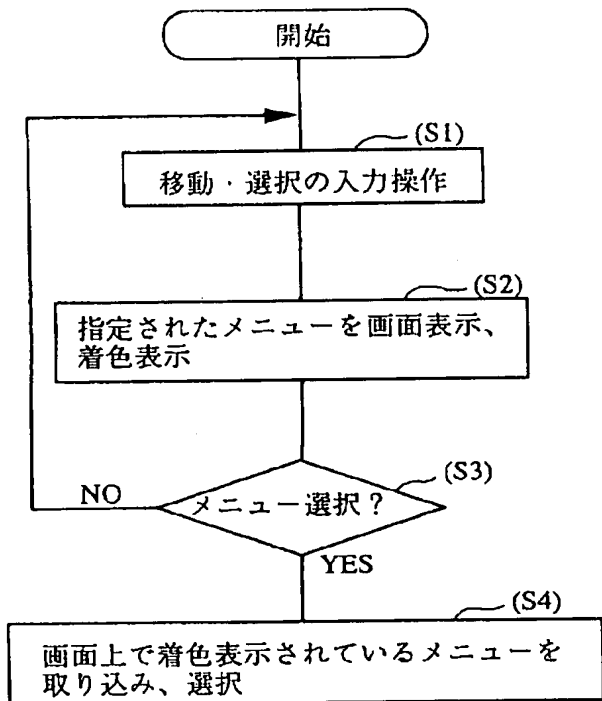 開始
(S1)
移動・選択の入力操作
(S2)
指定されたメニューを画面表示、
着色表示
(S3)
メニュー選択？
NO
YES
(S4)
画面上で着色表示されているメニューを
取り込み、選択